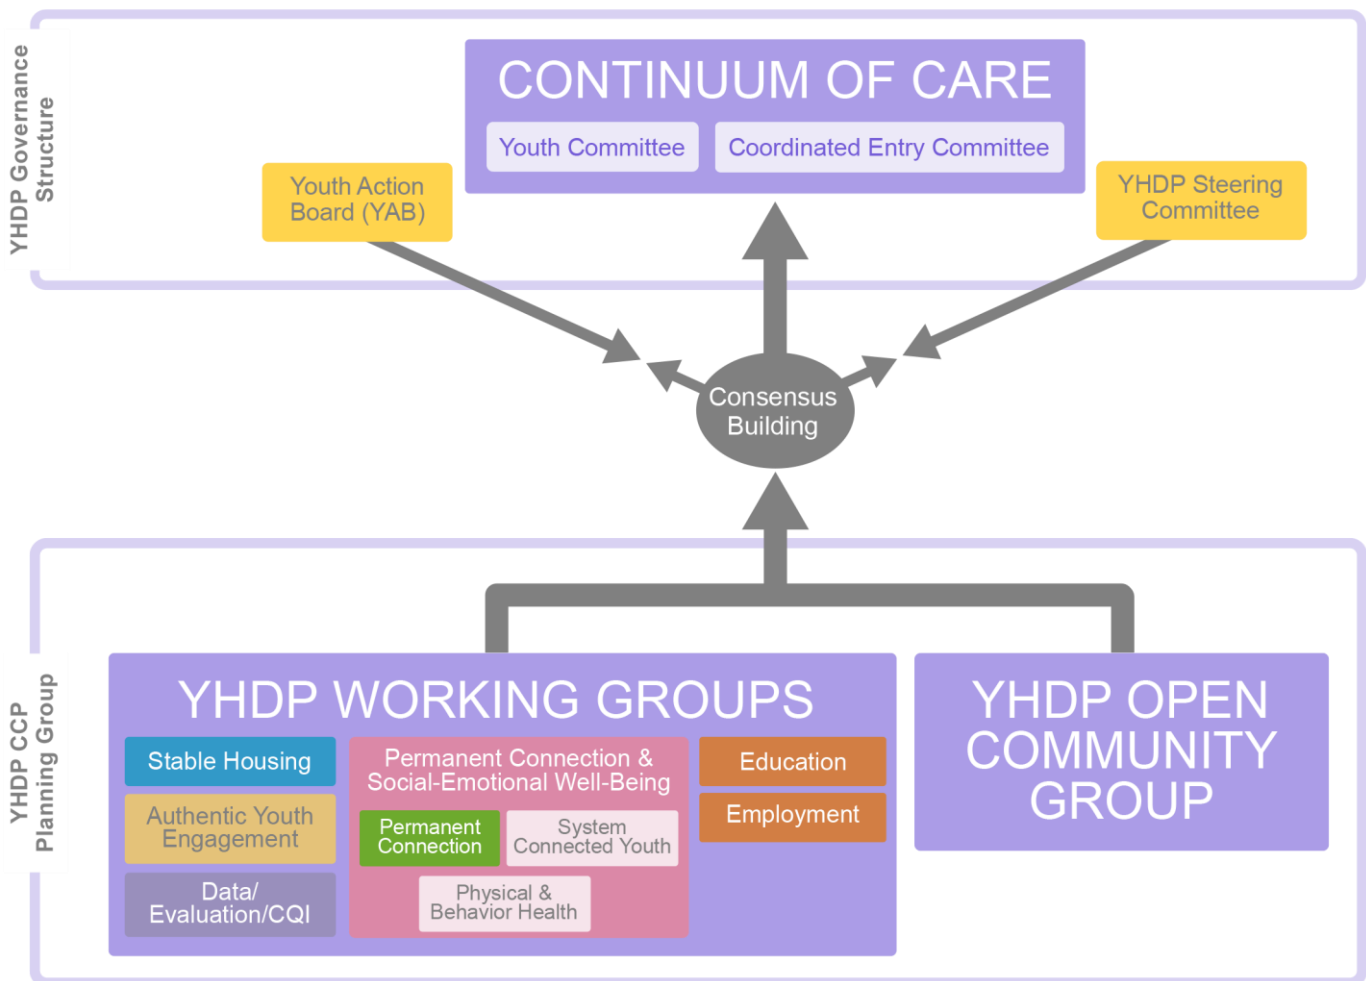 YHDP Governance
Structure
CONTINUUM OF CARE
Youth Committee
Coordinated Entry Committee
Youth Action
Board (YAB)
YHDP Steering
Committee
Consensus
Building
YHDP CCP
Planning Group
YHDP WORKING GROUPS
Stable Housing
Authentic Youth
Engagement
Data/
Evaluation/CQI
Permanent Connection &
Social-Emotional Well-Being
Permanent
Connection
System
Connected Youth
Physical &
Behavior Health
Education
Employment
YHDP OPEN
COMMUNITY
GROUP